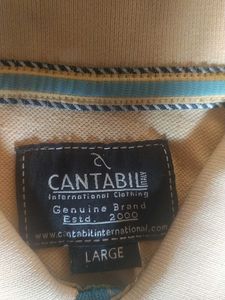 CANTABIL ITALY
International Clothing
Genuine Brand
Estd. 2000
www.cantabilinternational.com
LARGE